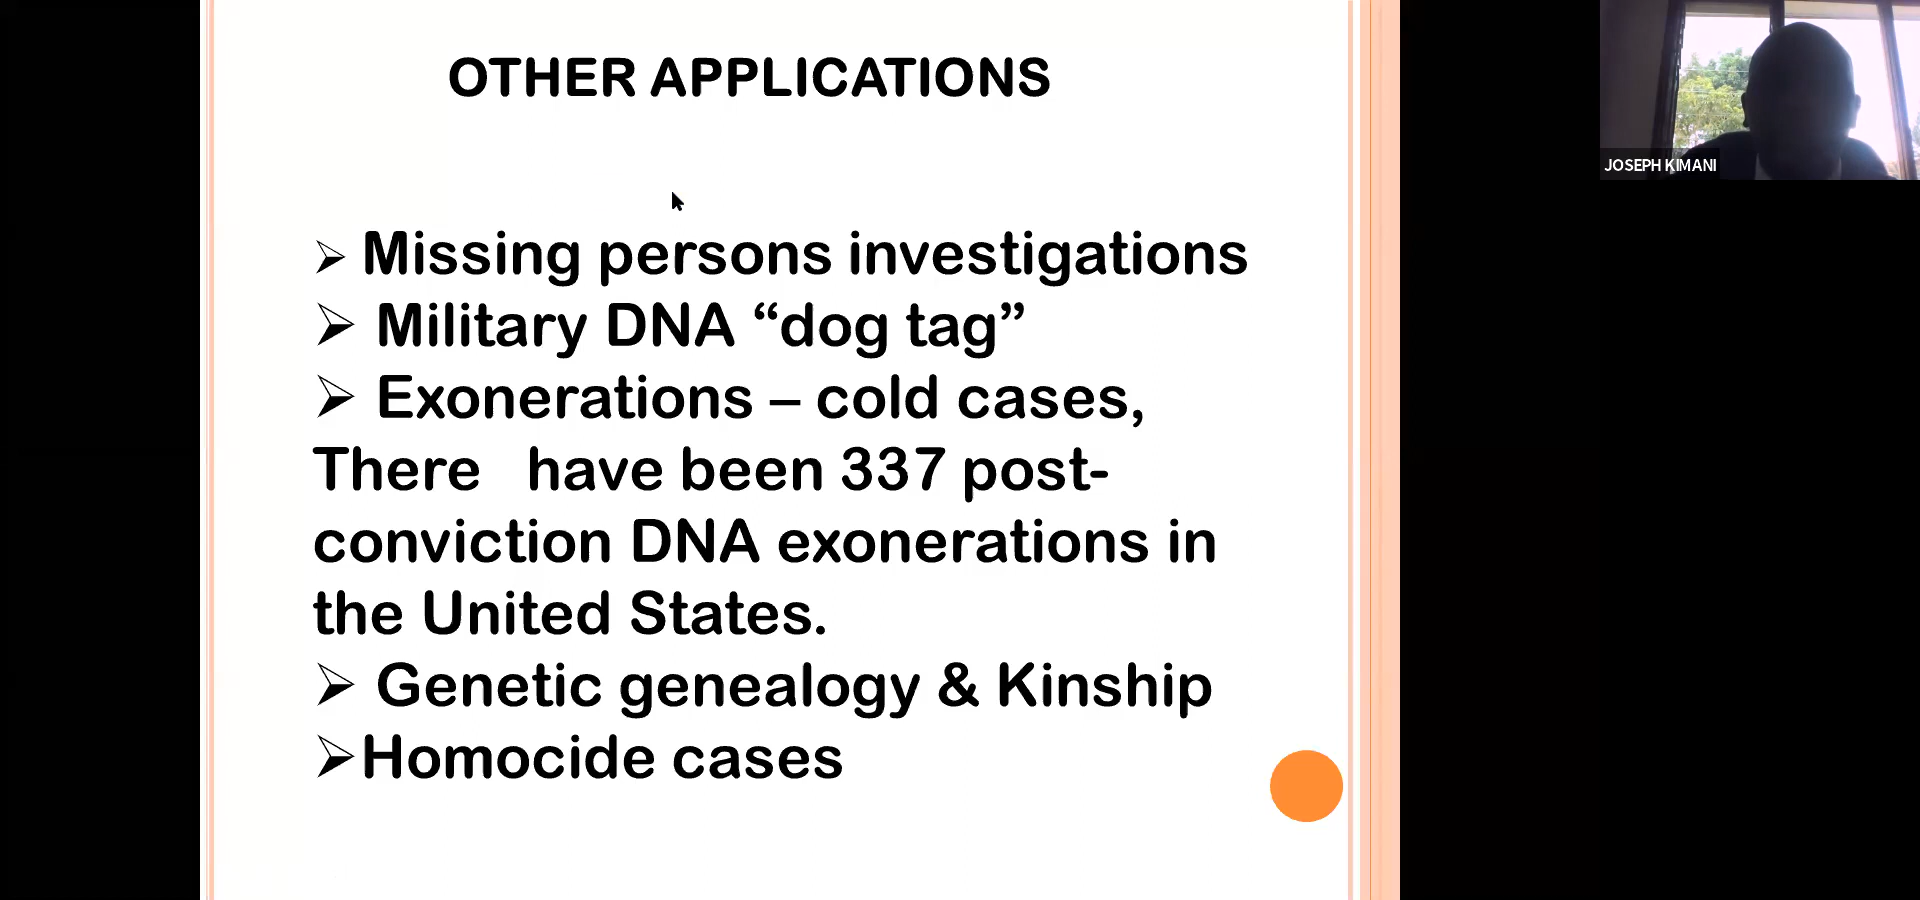 OTHER APPLICATIONS
➢ Missing persons investigations
➢ Military DNA “dog tag”
➢ Exonerations – cold cases,
There have been 337 post-
conviction DNA exonerations in
the United States.
➢ Genetic genealogy & Kinship
➢Homocide cases
JOSEPH KIMANI